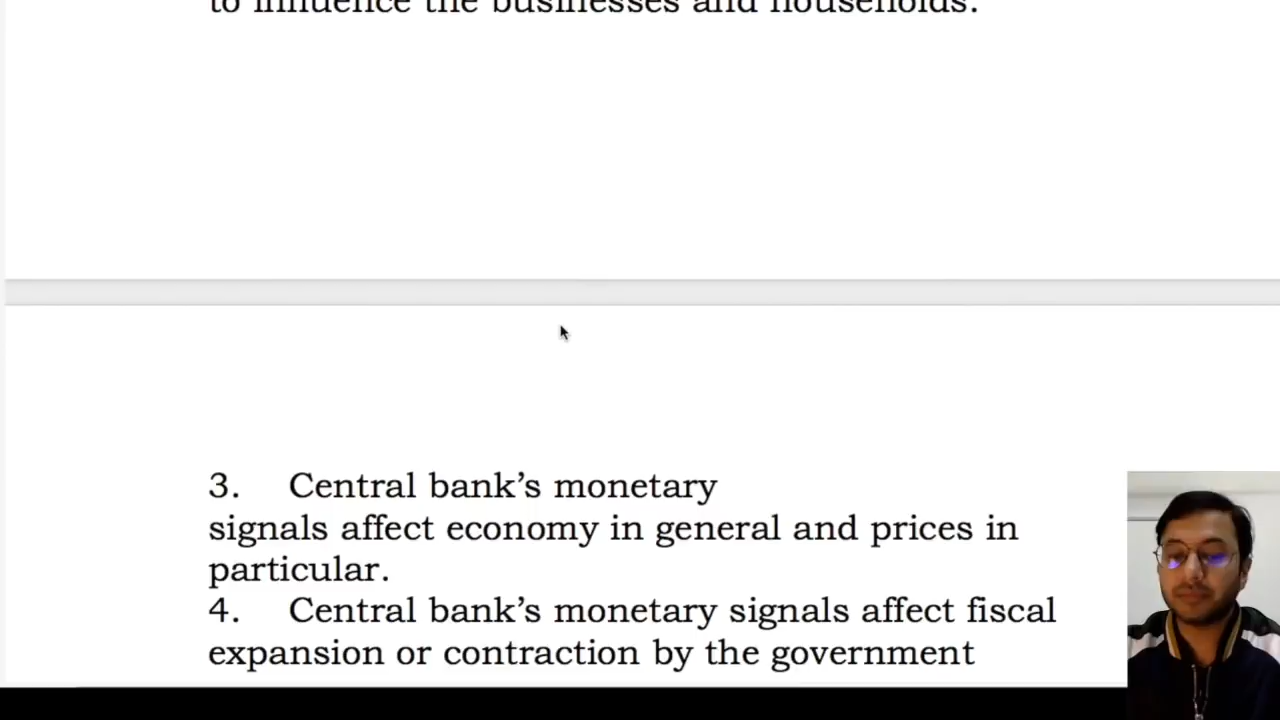 to influence the businesses and households.
3. Central bank’s monetary
signals affect economy in general and prices in
particular.
4. Central bank’s monetary signals affect fiscal
expansion or contraction by the government